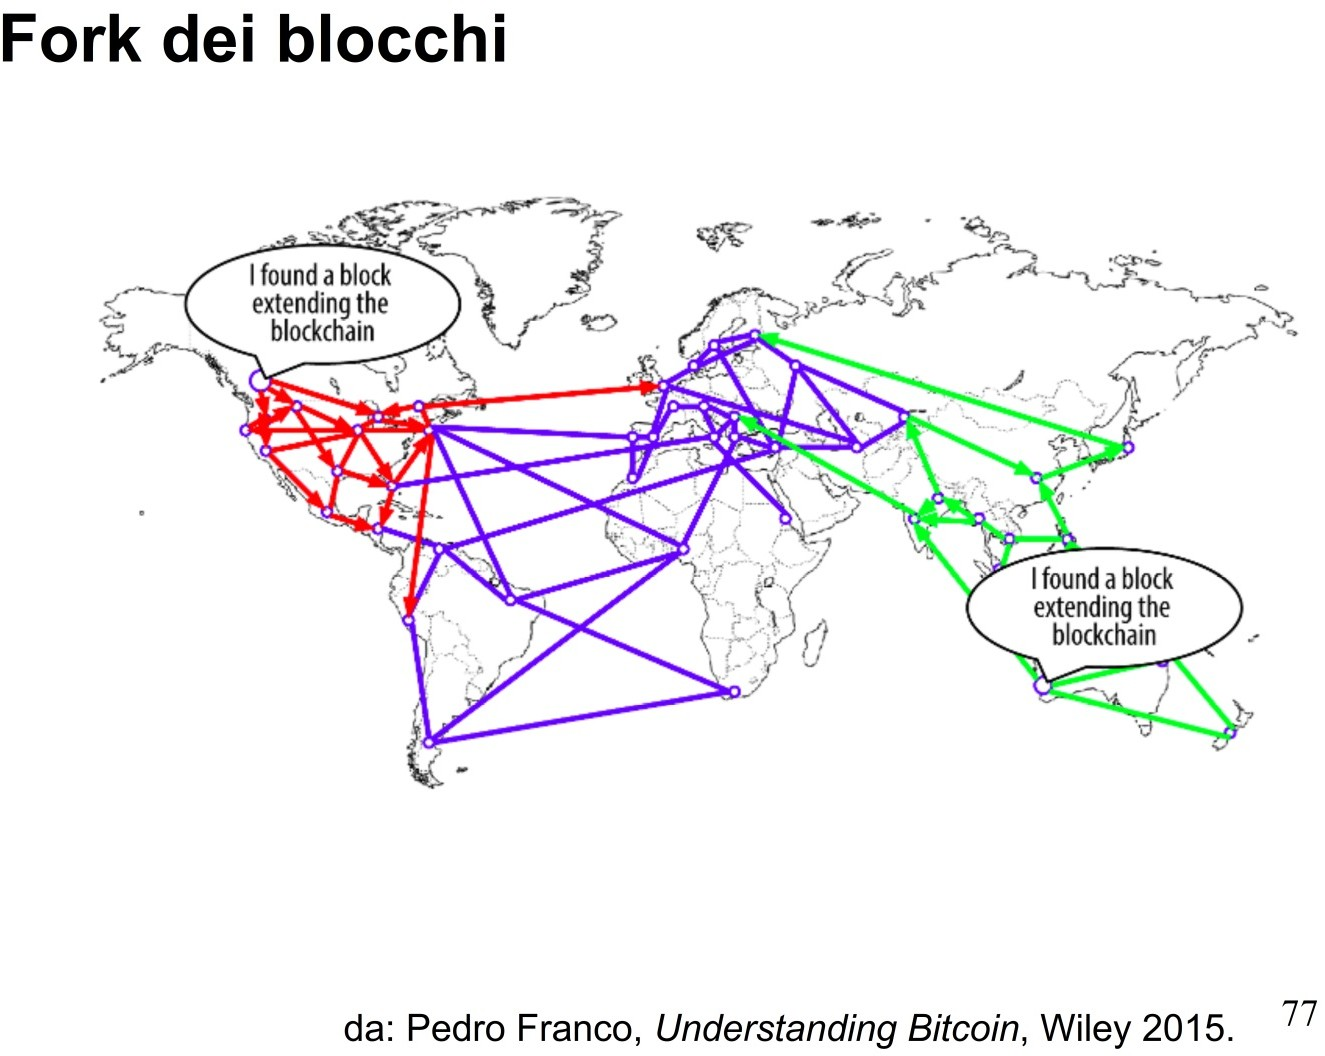 Fork dei blocchi
I found a block
extending the
blockchain
I found a block
extending the
blockchain
da: Pedro Franco, Understanding Bitcoin, Wiley 2015.
77